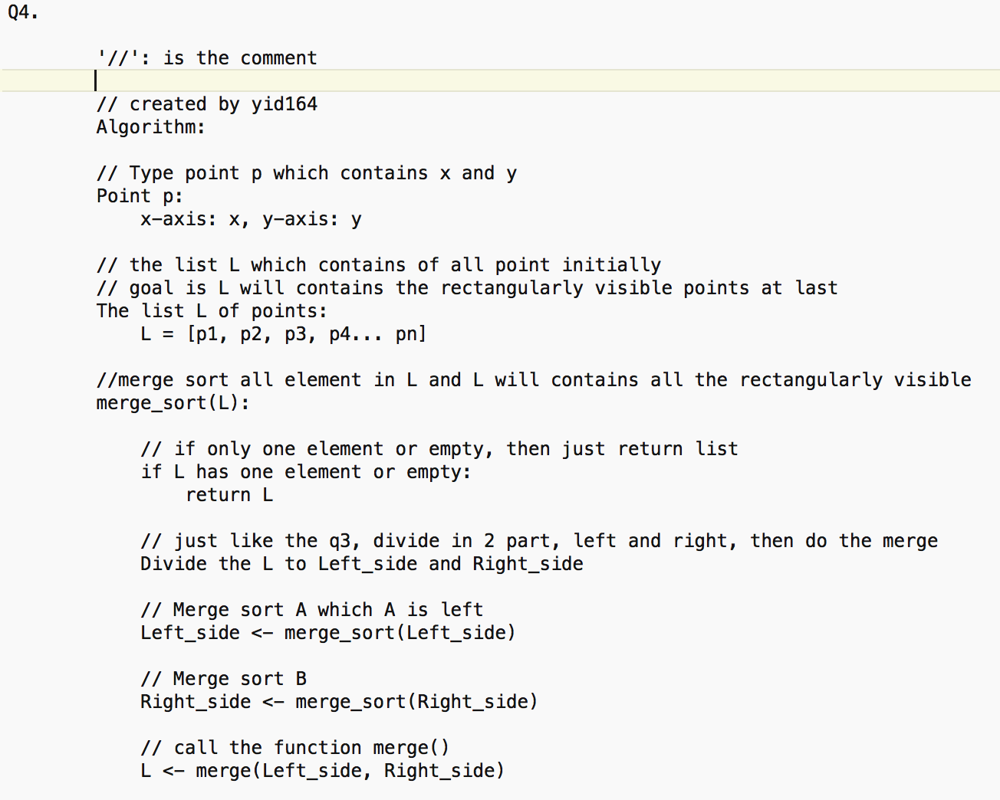 Q4.
'//': is the comment
// created by yid164
Algorithm:
// Type point p which contains x and y
Point p:
x-axis: x, y-axis: y
// the list L which contains of all point initially
// goal is L will contains the rectangularly visible points at last
The list L of points:
L = [p1, p2, p3, p4... pn]
//merge sort all element in L and L will contains all the rectangularly visible
merge_sort(L):
// if only one element or empty, then just return list
if L has one element or empty:
return L
// just like the q3, divide in 2 part, left and right, then do the merge
Divide the L to Left_side and Right_side
// Merge sort A which A is left
Left_side <- merge_sort(Left_side)
// Merge sort B
Right_side <- merge_sort(Right_side)
// call the function merge()
L <- merge(Left_side, Right_side)